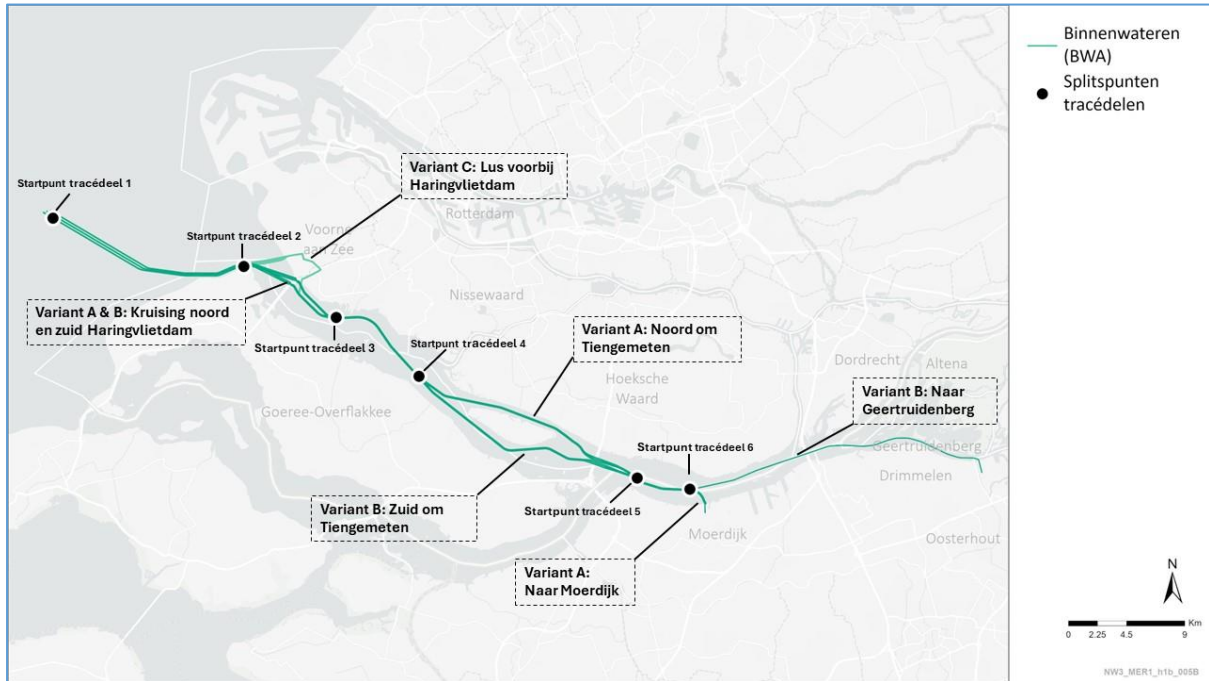 Binnenwateren
(BWA)
Splitspunten
tracédelen
Variant C: Lus voorbij
Haringvlietdam
Startpunt tracédeel 1
Rotterdam
Startpunt tracédeel 2
Voorne
aan Zee
Nissewaard
Variant A & B: Kruising noord
en zuid Haringvlietdam
Startpunt tracédeel 3
Startpunt tracédeel 4
Variant A: Noord om
Tiengemeten
Dordrecht
Altena
Hoeksche
Waard
Variant B: Naar
Geertruidenberg
Goeree-Overflakkee
Startpunt tracédeel 6
Geertruidenberg
Drimmelen
Variant B: Zuid om
Tiengemeten
Startpunt tracédeel 5
Moerdijk
Oosterhout
Variant A:
Naar Moerdijk
N
Km
0 2.25 4.5 9
NW3_MER1_h1b_005B